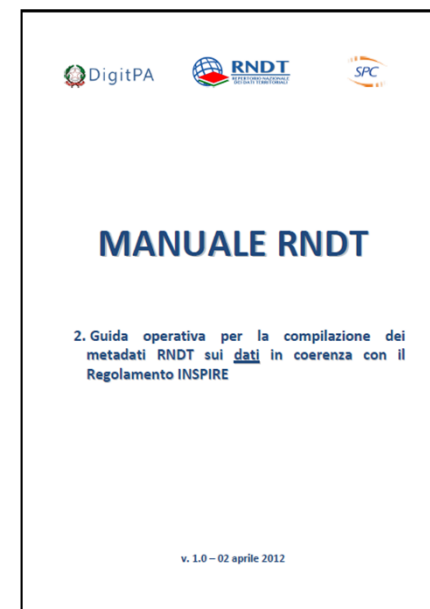 DigitPA
RNDT
REPERTORIO NAZIONALE
DEI DATI TERRITORIALI
SPC
MANUALE RNDT
2. Guida operativa per la compilazione dei
metadati RNDT sui dati in coerenza con il
Regolamento INSPIRE
v. 1.0 – 02 aprile 2012